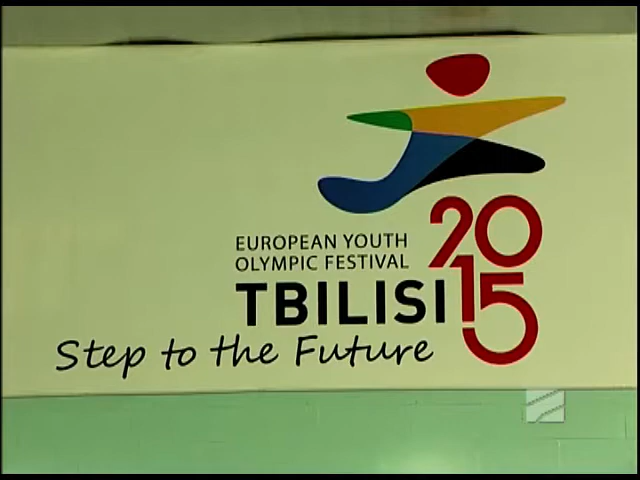 EUROPEAN YOUTH
OLYMPIC FESTIVAL
TBILISI
2015
Step to the Future